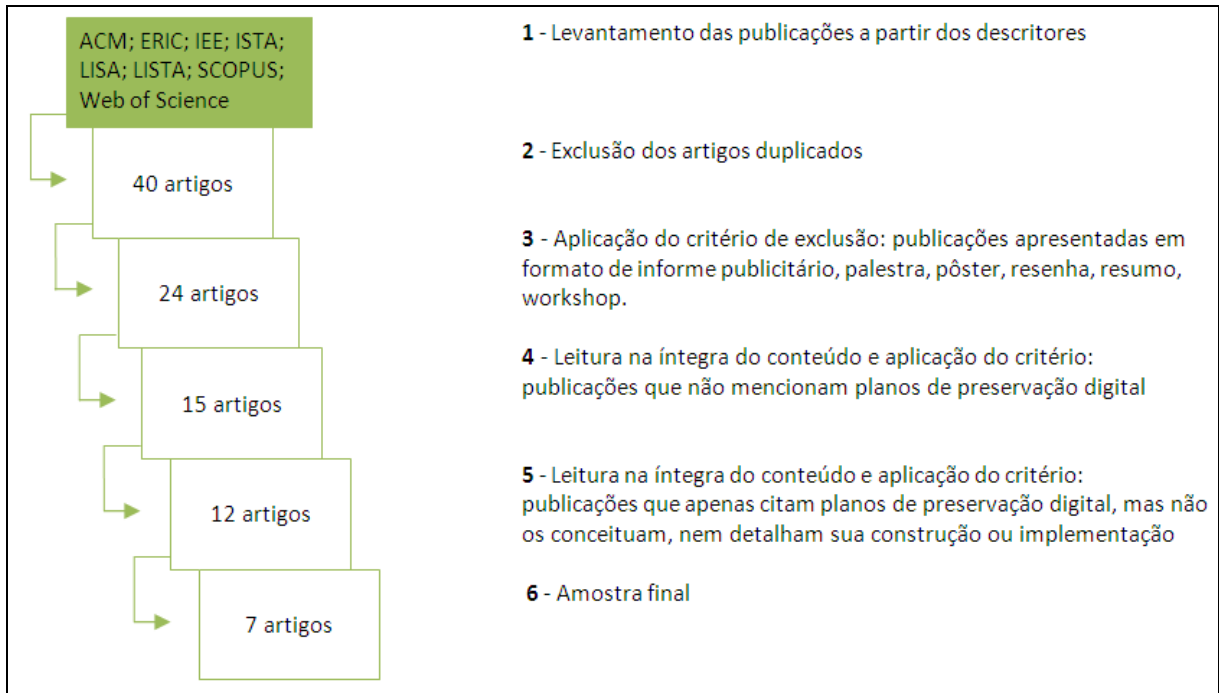 ACM; ERIC; IEE; ISTA;
LISA; LISTA; SCOPUS;
Web of Science
1 - Levantamento das publicações a partir dos descritores
40 artigos
2 - Exclusão dos artigos duplicados
24 artigos
3 - Aplicação do critério de exclusão: publicações apresentadas em
formato de informe publicitário, palestra, pôster, resenha, resumo,
workshop.
15 artigos
4 - Leitura na íntegra do conteúdo e aplicação do critério:
publicações que não mencionam planos de preservação digital
12 artigos
5 - Leitura na íntegra do conteúdo e aplicação do critério:
publicações que apenas citam planos de preservação digital, mas não
os conceituam, nem detalham sua construção ou implementação
7 artigos
6 - Amostra final